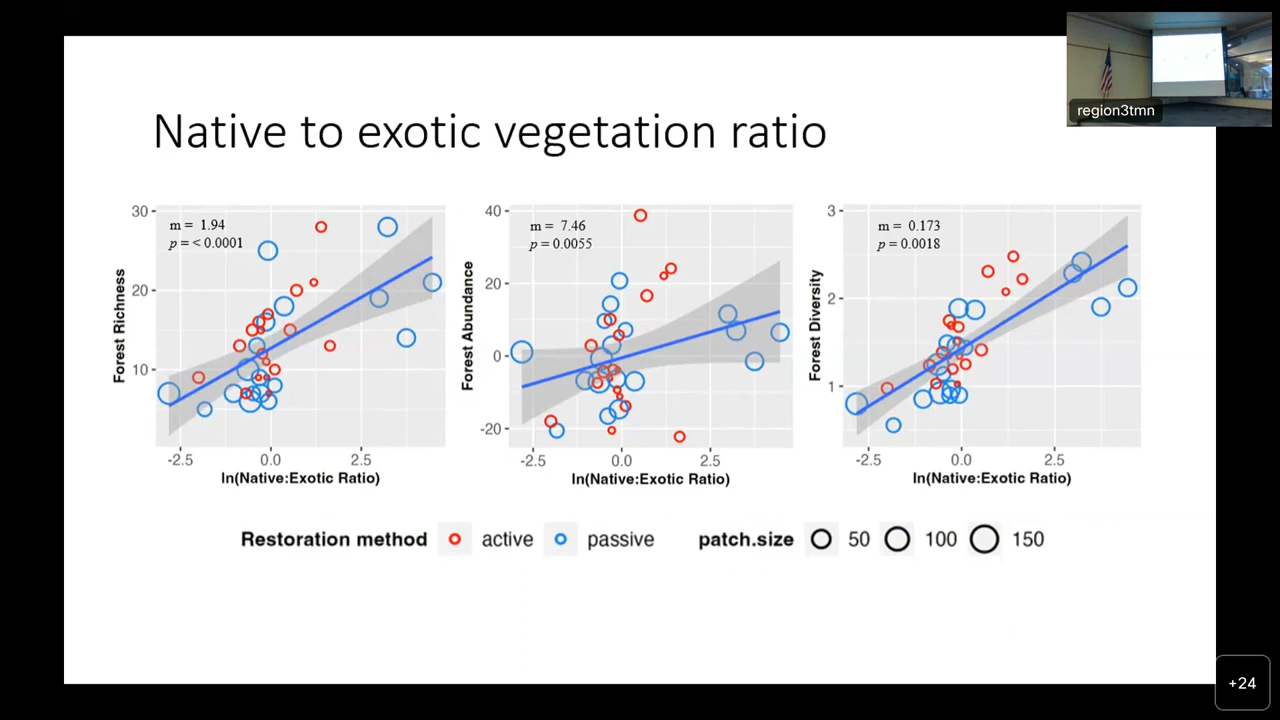 region3tmn
Native to exotic vegetation ratio
30
20
10
m = 1.94
p = < 0.0001
Forest Richness
-2.5
0.0
2.5
ln(Native:Exotic Ratio)
40
20
0
-20
m = 7.46
p = 0.0055
Forest Abundance
-2.5
0.0
2.5
ln(Native:Exotic Ratio)
3
2
1
m = 0.173
p = 0.0018
Forest Diversity
-2.5
0.0
2.5
ln(Native:Exotic Ratio)
Restoration method active passive patch.size 50 100 150
+24